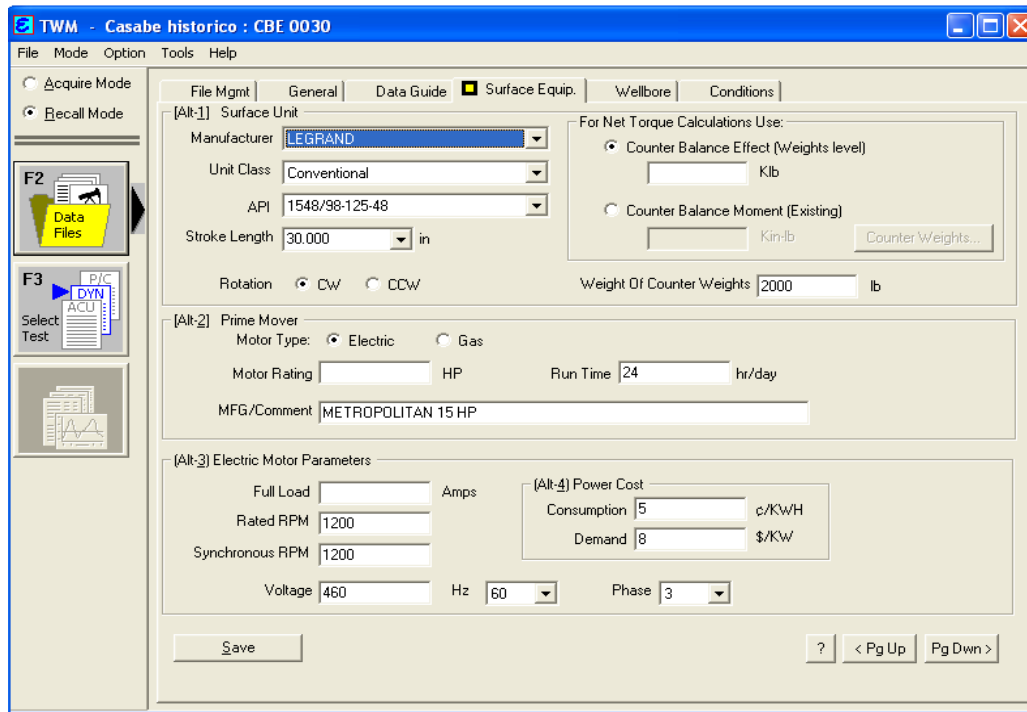 TWM - Casabe historico : CBE 0030
File Mode Option Tools Help
Acquire Mode
Recall Mode
F2
Data
Files
F3
P/C
DYN
ACU
Select
Test
File Mgmt General Data Guide Surface Equip. Wellbore Conditions
[Alt-1] Surface Unit
Manufacturer LEGRAND
Unit Class Conventional
API 1548/98-125-48
Stroke Length 30.000 in
Rotation CW CCW
For Net Torque Calculations Use:
Counter Balance Effect (Weights level)
Klb
Counter Balance Moment (Existing)
Kin-lb Counter Weights...
Weight Of Counter Weights 2000 lb
[Alt-2] Prime Mover
Motor Type: Electric Gas
Motor Rating HP Run Time 24 hr/day
MFG/Comment METROPOLITAN 15 HP
(Alt-3) Electric Motor Parameters
Full Load Amps
Rated RPM 1200
Synchronous RPM 1200
(Alt-4) Power Cost
Consumption 5 ¢/KWH
Demand 8 $/KW
Voltage 460 Hz 60 Phase 3
Save ? < Pg Up Pg Dwn >